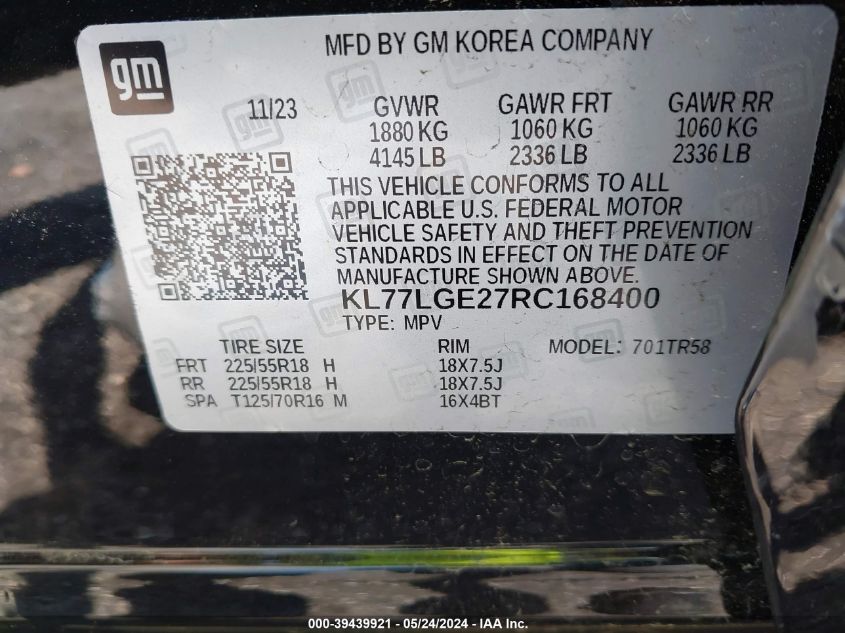 gm
MFD BY GM KOREA COMPANY
11/23 GVWR GAWR FRT GAWR RR
1880 KG 1060 KG 1060 KG
4145 LB 2336 LB 2336 LB
THIS VEHICLE CONFORMS TO ALL
APPLICABLE U.S. FEDERAL MOTOR
VEHICLE SAFETY AND THEFT PREVENTION
STANDARDS IN EFFECT ON THE DATE OF
MANUFACTURE SHOWN ABOVE.
KL77LGE27RC168400
TYPE: MPV
TIRE SIZE RIM MODEL: 701TR58
FRT 225/55R18 H 18X7.5J
RR 225/55R18 H 18X7.5J
SPA T125/70R16 M 16X4BT
000-39439921 - 05/24/2024 - www.iaai.com